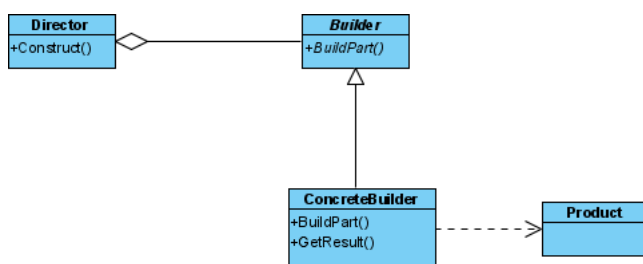 Director
+Construct()
Builder
+BuildPart()
ConcreteBuilder
+BuildPart()
+GetResult()
Product